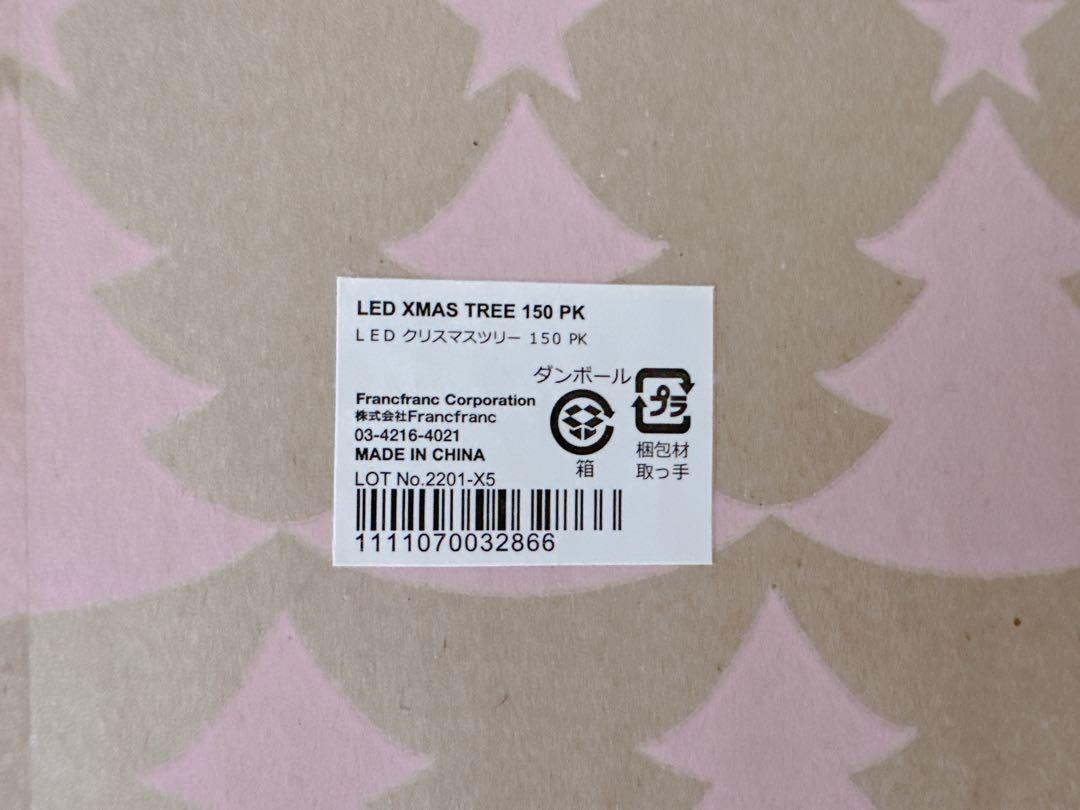 LED XMAS TREE 150 PK
ＬＥＤ クリスマスツリー 150 PK
ダンボール
プラ
Francfranc Corporation
株式会社Francfranc
03-4216-4021
MADE IN CHINA
箱
梱包材
取っ手
LOT No.2201-X5
1111070032866